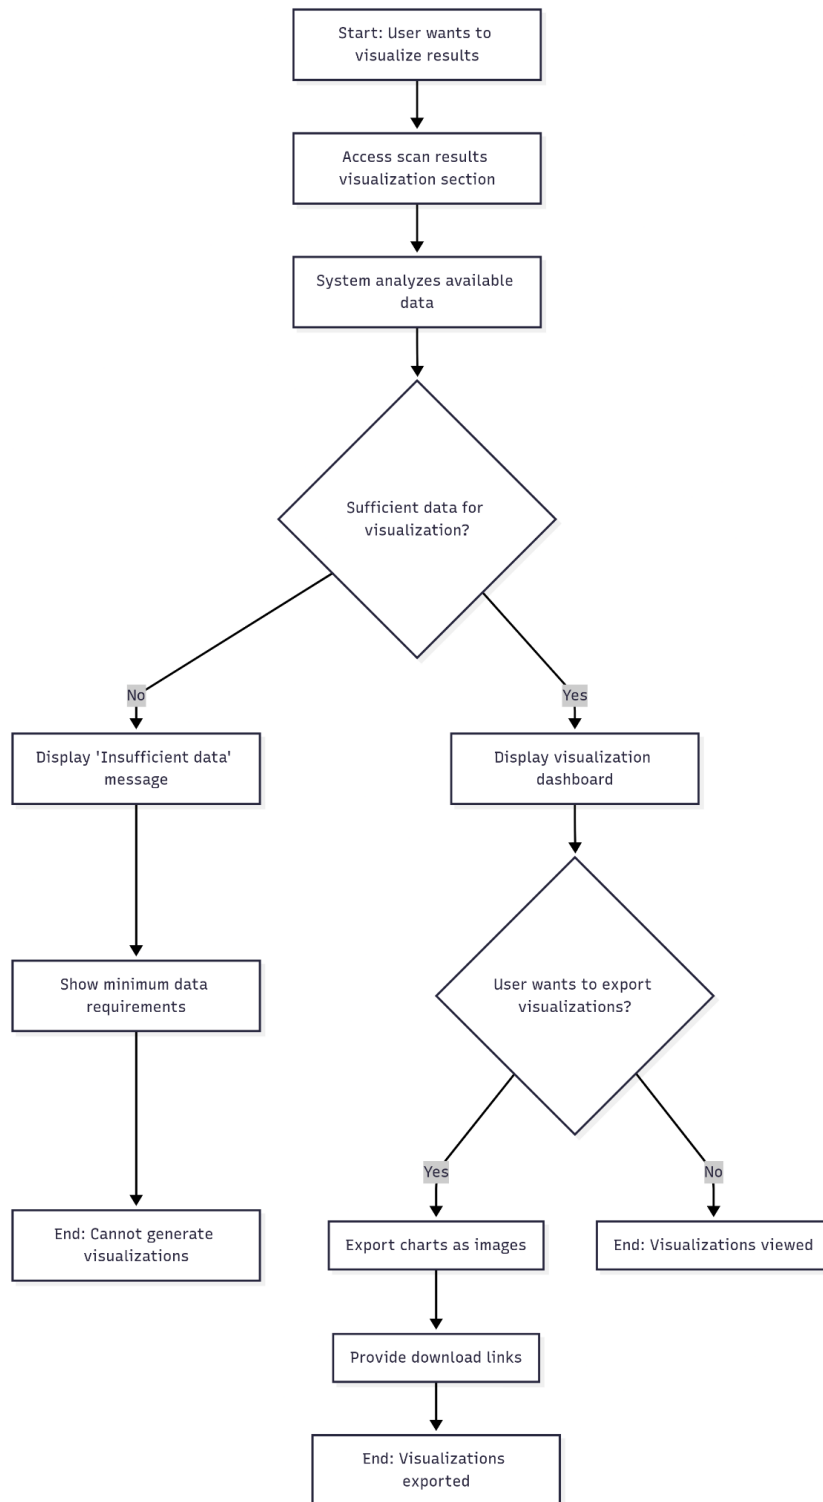 Start: User wants to
visualize results
Access scan results
visualization section
System analyzes available
data
Sufficient data for
visualization?
No
Yes
Display 'Insufficient data'
message
Display visualization
dashboard
Show minimum data
requirements
User wants to export
visualizations?
Yes
No
End: Cannot generate
visualizations
Export charts as images
End: Visualizations viewed
Provide download links
End: Visualizations
exported